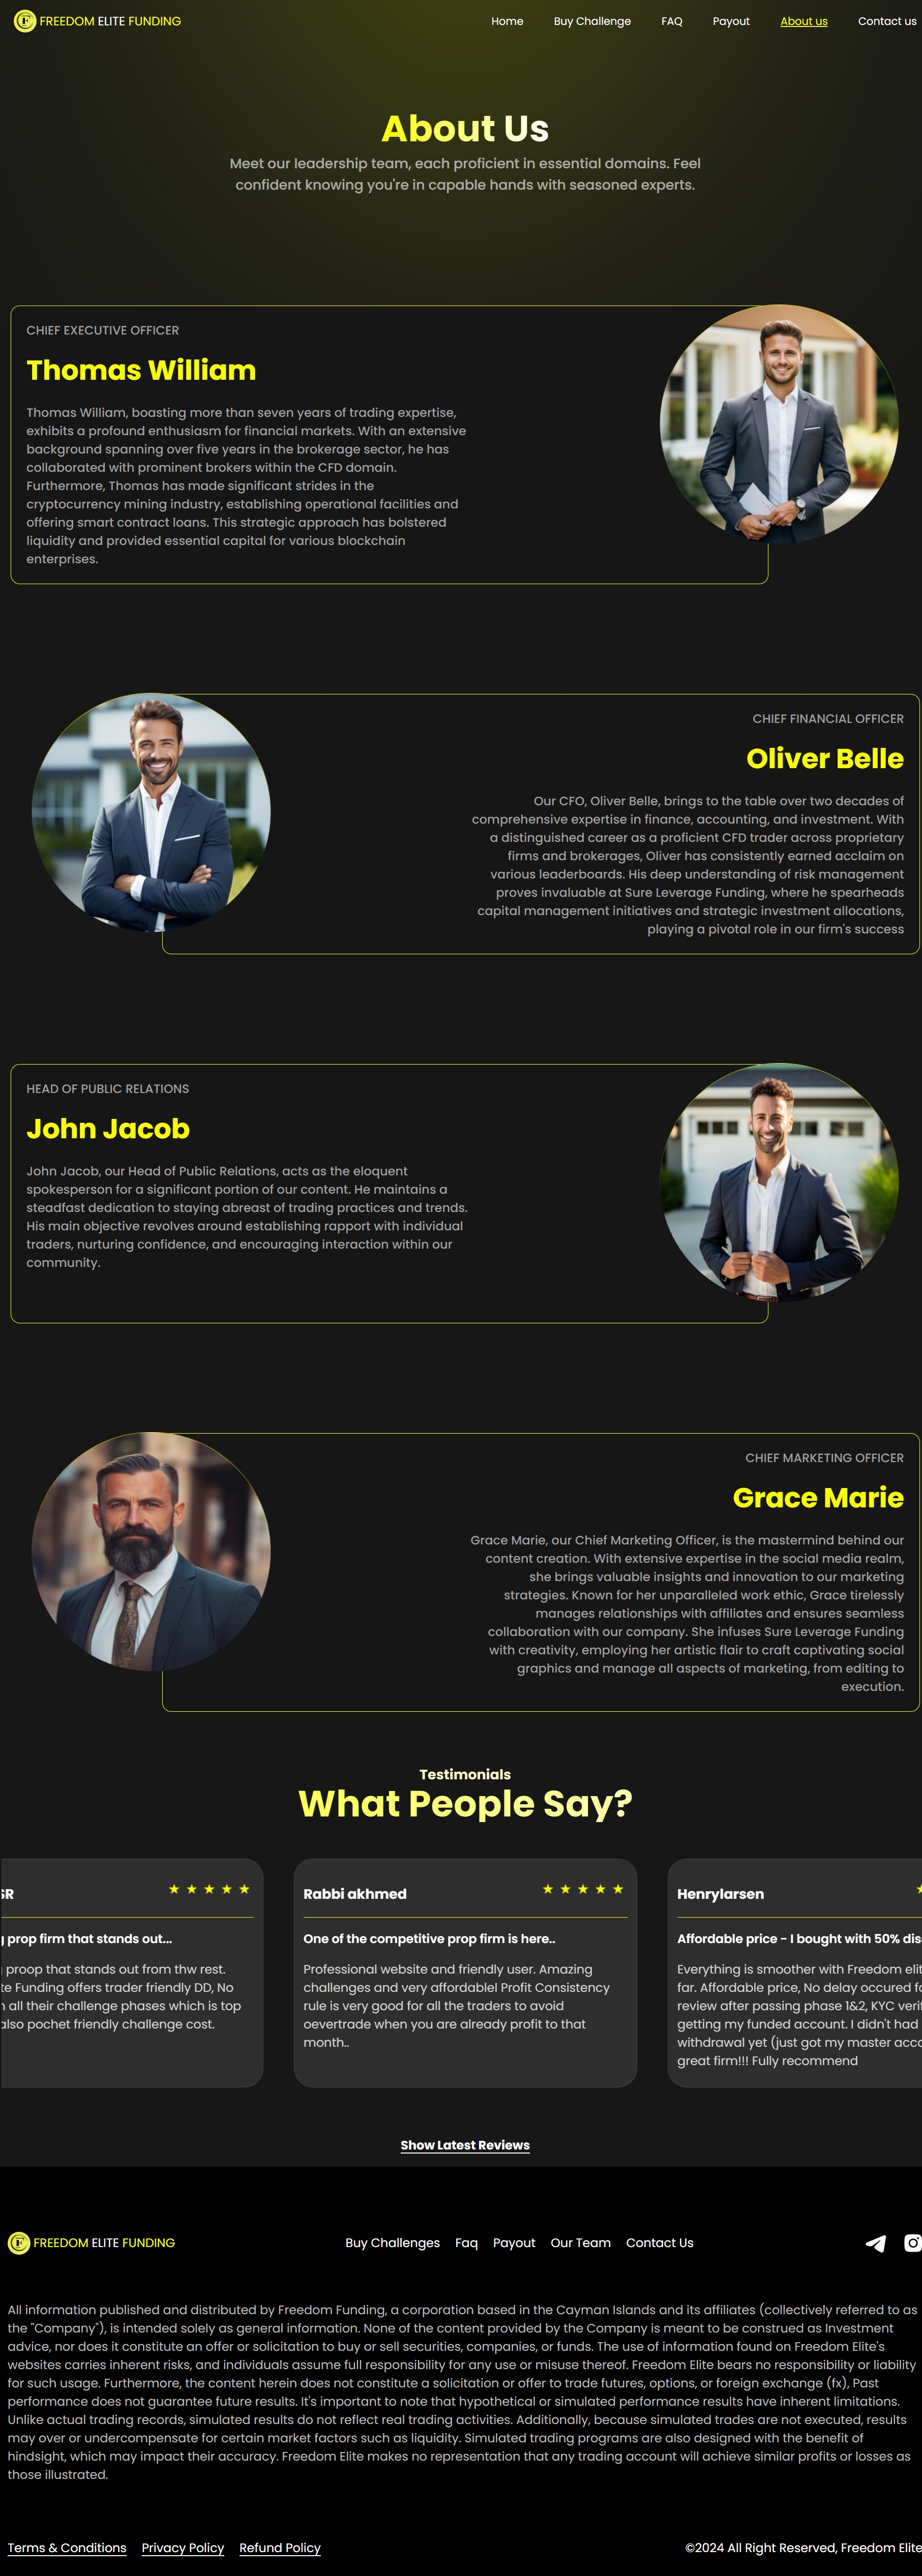 FREEDOM ELITE FUNDING
Home Buy Challenge FAQ Payout About us Contact us
About Us
Meet our leadership team, each proficient in essential domains. Feel
confident knowing you're in capable hands with seasoned experts.
CHIEF EXECUTIVE OFFICER
Thomas William
Thomas William, boasting more than seven years of trading expertise,
exhibits a profound enthusiasm for financial markets. With an extensive
background spanning over five years in the brokerage sector, he has
collaborated with prominent brokers within the CFD domain.
Furthermore, Thomas has made significant strides in the
cryptocurrency mining industry, establishing operational facilities and
offering smart contract loans. This strategic approach has bolstered
liquidity and provided essential capital for various blockchain
enterprises.
CHIEF FINANCIAL OFFICER
Oliver Belle
Our CFO, Oliver Belle, brings to the table over two decades of
comprehensive expertise in finance, accounting, and investment. With
a distinguished career as a proficient CFD trader across proprietary
firms and brokerages, Oliver has consistently earned acclaim on
various leaderboards. His deep understanding of risk management
proves invaluable at Sure Leverage Funding, where he spearheads
capital management initiatives and strategic investment allocations,
playing a pivotal role in our firm's success
HEAD OF PUBLIC RELATIONS
John Jacob
John Jacob, our Head of Public Relations, acts as the eloquent
spokesperson for a significant portion of our content. He maintains a
steadfast dedication to staying abreast of trading practices and trends.
His main objective revolves around establishing rapport with individual
traders, nurturing confidence, and encouraging interaction within our
community.
CHIEF MARKETING OFFICER
Grace Marie
Grace Marie, our Chief Marketing Officer, is the mastermind behind our
content creation. With extensive expertise in the social media realm,
she brings valuable insights and innovation to our marketing
strategies. Known for her unparalleled work ethic, Grace tirelessly
manages relationships with affiliates and ensures seamless
collaboration with our company. She infuses Sure Leverage Funding
with creativity, employing her artistic flair to craft captivating social
graphics and manage all aspects of marketing, from editing to
execution.
Testimonials
What People Say?
prop firm that stands out...
proop that stands out from thw rest.
Funding offers trader friendly DD, No
all their challenge phases which is top
also pochet friendly challenge cost.
Rabbi akhmed
One of the competitive prop firm is here..
Professional website and friendly user. Amazing
challenges and very affordablel Profit Consistency
rule is very good for all the traders to avoid
oevertrade when you are already profit to that
month..
Henrylarsen
Affordable price - I bought with 50%
Everything is smoother with Freedom
far. Affordable price, No delay occured
review after passing phase 1&2, KYC
getting my funded account. I didn't had
withdrawal yet (just got my master
great firm!!! Fully recommend
Show Latest Reviews
FREEDOM ELITE FUNDING
Buy Challenges Faq Payout Our Team Contact Us
All information published and distributed by Freedom Funding, a corporation based in the Cayman Islands and its affiliates (collectively referred to as
the "Company"), is intended solely as general information. None of the content provided by the Company is meant to be construed as Investment
advice, nor does it constitute an offer or solicitation to buy or sell securities, companies, or funds. The use of information found on Freedom Elite's
websites carries inherent risks, and individuals assume full responsibility for any use or misuse thereof. Freedom Elite bears no responsibility or liability
for such usage. Furthermore, the content herein does not constitute a solicitation or offer to trade futures, options, or foreign exchange (fx), Past
performance does not guarantee future results. It's important to note that hypothetical or simulated performance results have inherent limitations.
Unlike actual trading records, simulated results do not reflect real trading activities. Additionally, because simulated trades are not executed, results
may over or undercompensate for certain market factors such as liquidity. Simulated trading programs are also designed with the benefit of
hindsight, which may impact their accuracy. Freedom Elite makes no representation that any trading account will achieve similar profits or losses as
those illustrated.
Terms & Conditions Privacy Policy Refund Policy
©2024 All Right Reserved, Freedom Elite